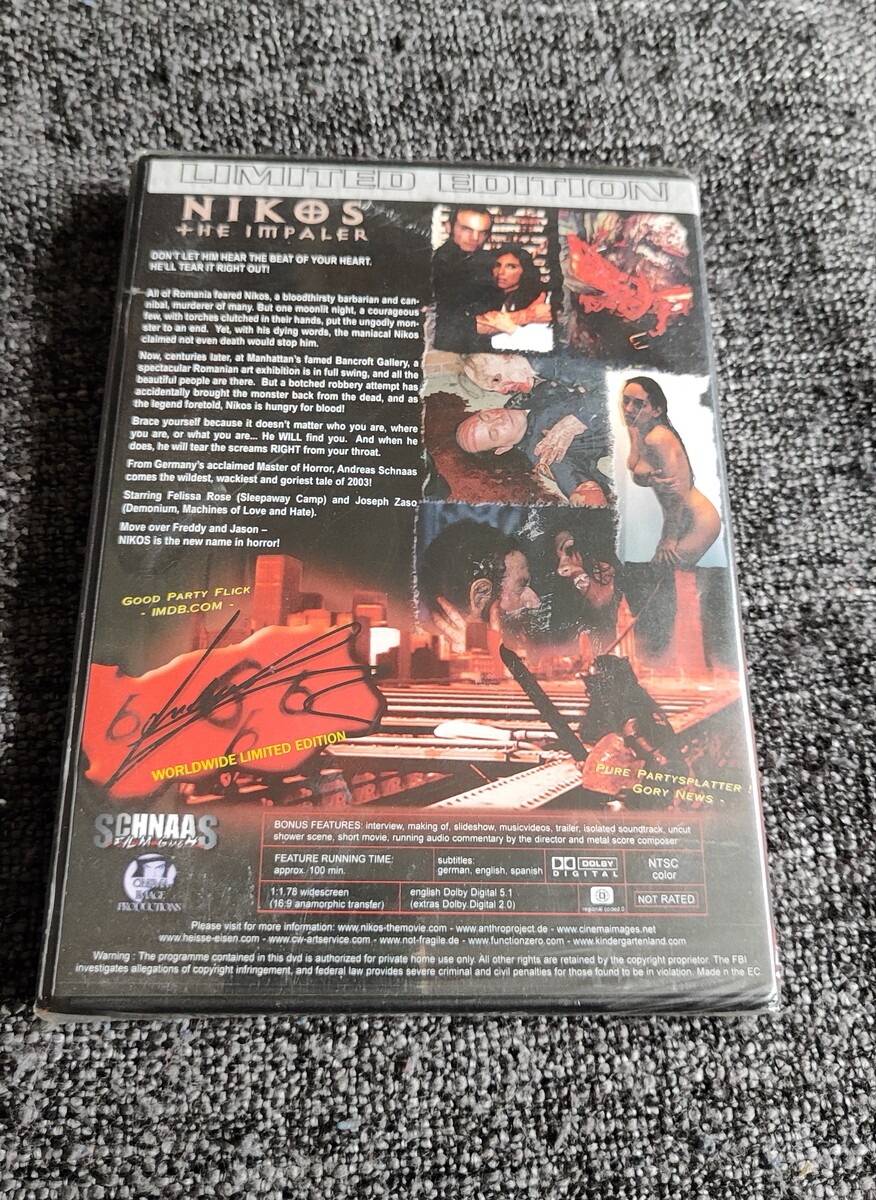 LIMITED EDITION
NIKOS
THE IMPALER
DON'T LET HIM HEAR THE BEAT OF YOUR HEART.
HE'LL TEAR IT RIGHT OUT!
All of Romania feared Nikos, a bloodthirsty barbarian and can-
nibal, murderer of many. But one moonlit night, a courageous
few, with torches clutched in their hands, put the ungodly mon-
ster to an end. Yet, with his dying words, the maniacal Nikos
claimed not even death would stop him.
Now, centuries later, at Manhattan's famed Bancroft Gallery, a
spectacular Romanian art exhibition is in full swing, and all the
beautiful people are there. But a botched robbery attempt has
accidentally brought the monster back from the dead, and as
the legend foretold, Nikos is hungry for blood!
Brace yourself because it doesn't matter who you are, where
you are, or what you are... He WILL find you. And when he
does, he will tear the screams RIGHT from your throat.
From Germany's acclaimed Master of Horror, Andreas Schnaas
comes the wildest, wackiest and goriest tale of 2003!
Starring Felissa Rose (Sleepaway Camp) and Joseph Zaso
(Demonium, Machines of Love and Hate).
Move over Freddy and Jason –
NIKOS is the new name in horror!
GOOD PARTY FLICK
- IMDB.COM -
666
WORLDWIDE LIMITED EDITION
PURE PARTYSPLATTER !
GORY NEWS -
SCHNAAS
FILM
IMAGE
PRODUCTIONS
BONUS FEATURES: interview, making of, slideshow, musicvideos, trailer, isolated soundtrack, uncut
shower scene, short movie, running audio commentary by the director and metal score composer
FEATURE RUNNING TIME:
approx. 100 min.
subtitles:
german, english, spanish
DOLBY
DIGITAL
NTSC
color
1:1.78 widescreen
(16:9 anamorphic transfer)
english Dolby Digital 5.1
(extras Dolby Digital 2.0)
0
regional coded 0
NOT RATED
Please visit for more information: www.nikos-themovie.com - www.anthroproject.de - www.cinemaimages.net
www.heisse-eisen.com - www.cw-artservice.com - www.not-fragile.de - www.functionzero.com - www.kindergartenland.com
Warning : The programme contained in this dvd is authorized for private home use only. All other rights are retained by the copyright proprietor. The FBI
investigates allegations of copyright infringement, and federal law provides severe criminal and civil penalties for those found to be in violation. Made n the EC